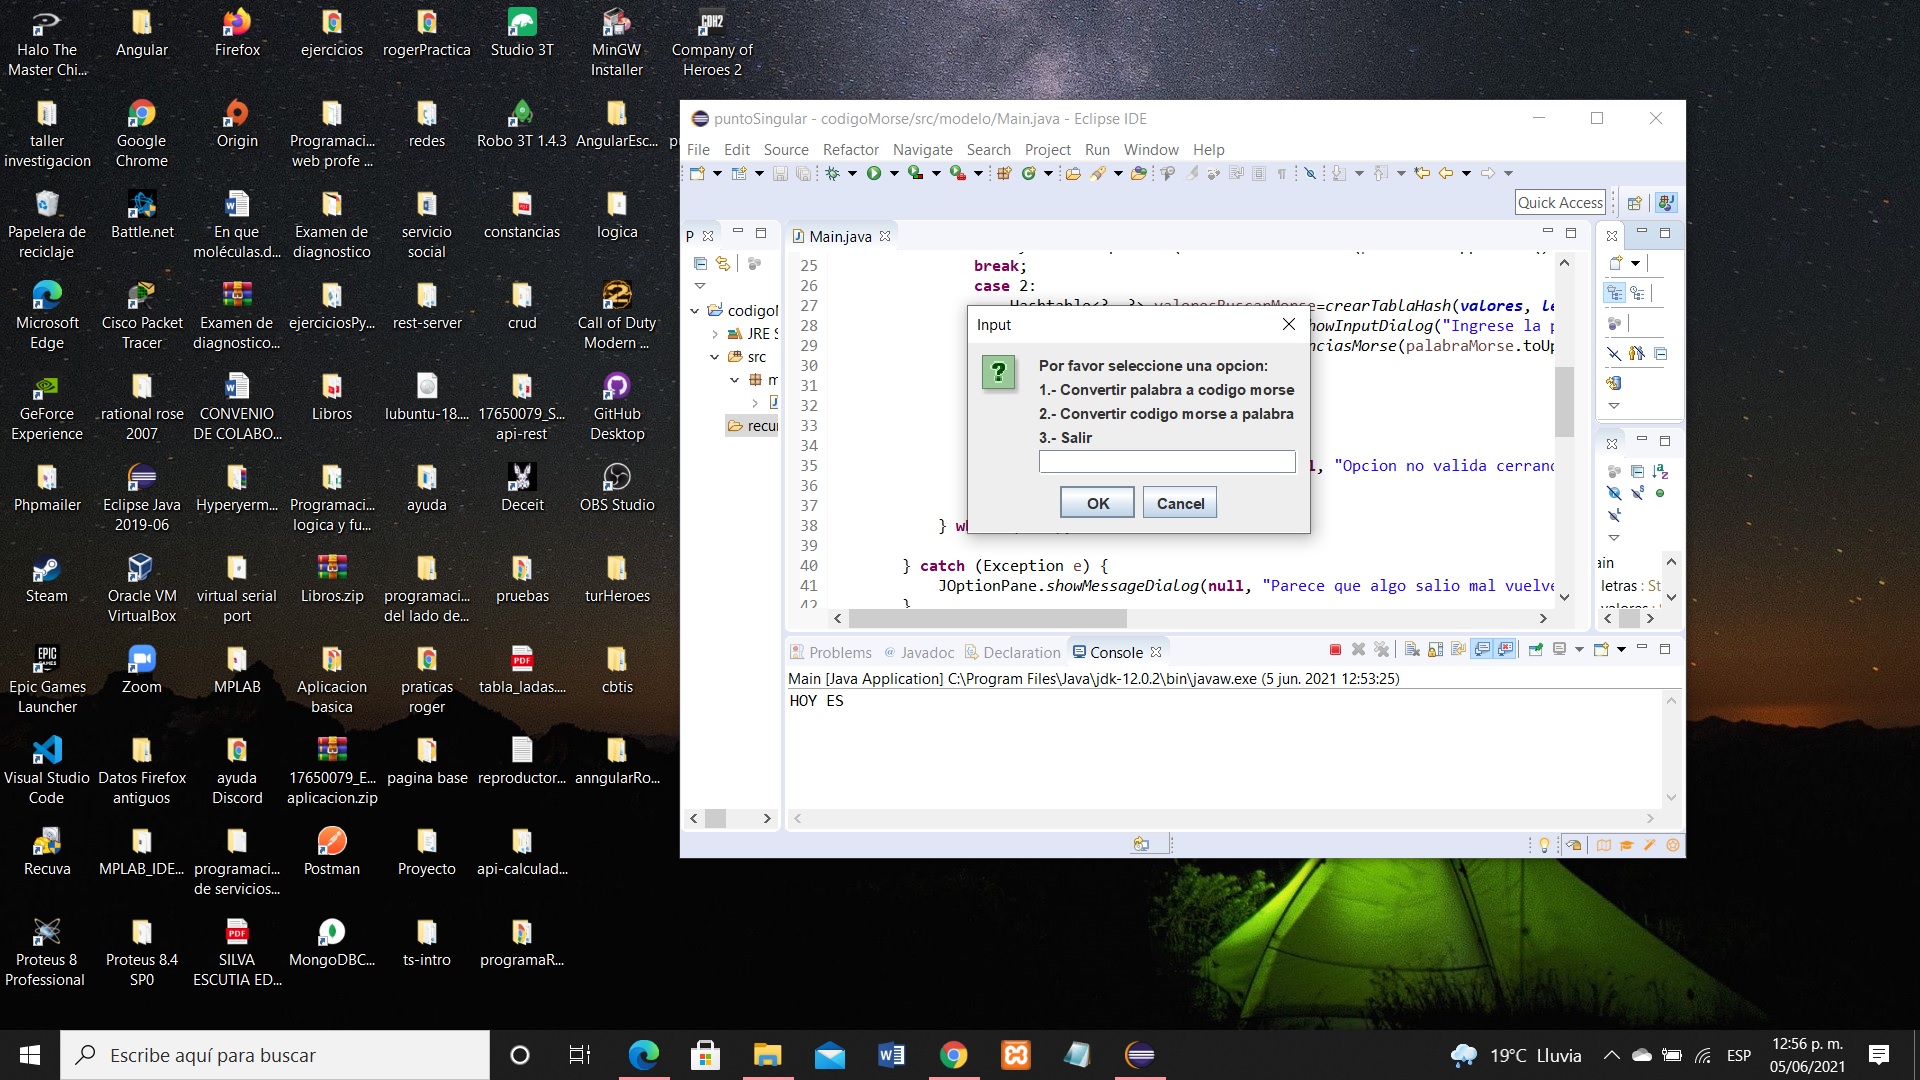 Halo The
Master Chi...
Angular
Firefox
ejercicios
rogerPractica
Studio 3T
MinGW
Installer
Company of
Heroes 2
taller
investigacion
Google
Chrome
Origin
Programaci...
web profe ...
redes
Robo 3T 1.4.3
AngularEsc...
Papelera de
reciclaje
Battle.net
En que
moléculas.d...
Examen de
diagnostico
servicio
social
constancias
logica
Microsoft
Edge
Cisco Packet
Tracer
Examen de
diagnostico...
ejerciciosPy...
rest-server
crud
Call of Duty
Modern ...
GeForce
Experience
rational rose
2007
CONVENIO
DE COLABO...
Libros
lubuntu-18....
17650079_S...
api-rest
GitHub
Desktop
Phpmailer
Eclipse Java
2019-06
Hyperyerm...
Programaci...
logica y fu...
ayuda
Deceit
OBS Studio
Steam
Oracle VM
VirtualBox
virtual serial
port
Libros.zip
programaci...
del lado de...
pruebas
turHeroes
Epic Games
Launcher
Zoom
MPLAB
Aplicacion
basica
praticas
roger
tabla_ladas....
cbtis
Visual Studio
Code
Datos Firefox
antiguos
ayuda
Discord
17650079_E...
aplicacion.zip
pagina base
reproductor...
anngularRo...
Recuva
MPLAB_IDE...
programaci...
de servicios...
Postman
Proyecto
api-calculad...
Proteus 8
Professional
Proteus 8.4
SP0
SILVA
ESCUTIA ED...
MongoDBC...
ts-intro
programaR...
puntoSingular - codigoMorse/src/modelo/Main.java - Eclipse IDE
File Edit Source Refactor Navigate Search Project Run Window Help
Quick Access
P
Main.java
codigoM
JRE S
src
m
recu
25 break;
26 case 2:
27 Hashtable<?, ?> valoresBuscarMorse=crearTablaHash(valores, le
28 howInputDialog("Ingrese la p
29 nciasMorse(palabraMorse.toUp
30
31
32
33
34
35 l, "Opcion no valida cerrand
36
37
38 } wh
39
40 } catch (Exception e) {
41 JOptionPane.showMessageDialog(null, "Parece que algo salio mal vuelve
42 }
Input
Por favor seleccione una opcion:
1.- Convertir palabra a codigo morse
2.- Convertir codigo morse a palabra
3.- Salir
OK Cancel
ain
letras : St
valores :
Problems Javadoc Declaration Console
Main [Java Application] C:\Program Files\Java\jdk-12.0.2\bin\javaw.exe (5 jun. 2021 12:53:25)
HOY ES
Escribe aquí para buscar
19°C Lluvia
ESP
12:56 p. m.
05/06/2021